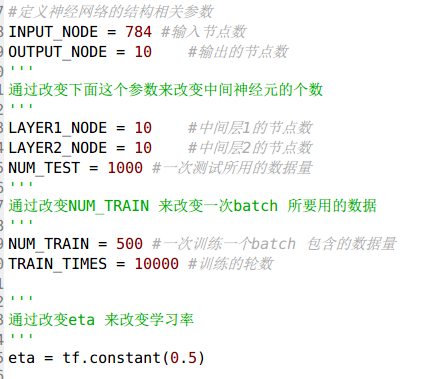 #定义神经网络的结构相关参数
INPUT_NODE = 784 #输入节点数
OUTPUT_NODE = 10 #输出的节点数
'''
通过改变下面这个参数来改变中间神经元的个数
'''
LAYER1_NODE = 10 #中间层1的节点数
LAYER2_NODE = 10 #中间层2的节点数
NUM_TEST = 1000 #一次测试所用的数据量
'''
通过改变NUM_TRAIN 来改变一次batch 所要用的数据
'''
NUM_TRAIN = 500 #一次训练一个batch 包含的数据量
TRAIN_TIMES = 10000 #训练的轮数
'''
通过改变eta 来改变学习率
'''
eta = tf.constant(0.5)